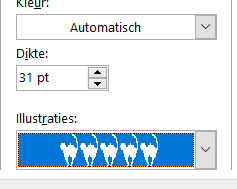 Kleur:
Automatisch
Dikte:
31 pt
Illustraties: